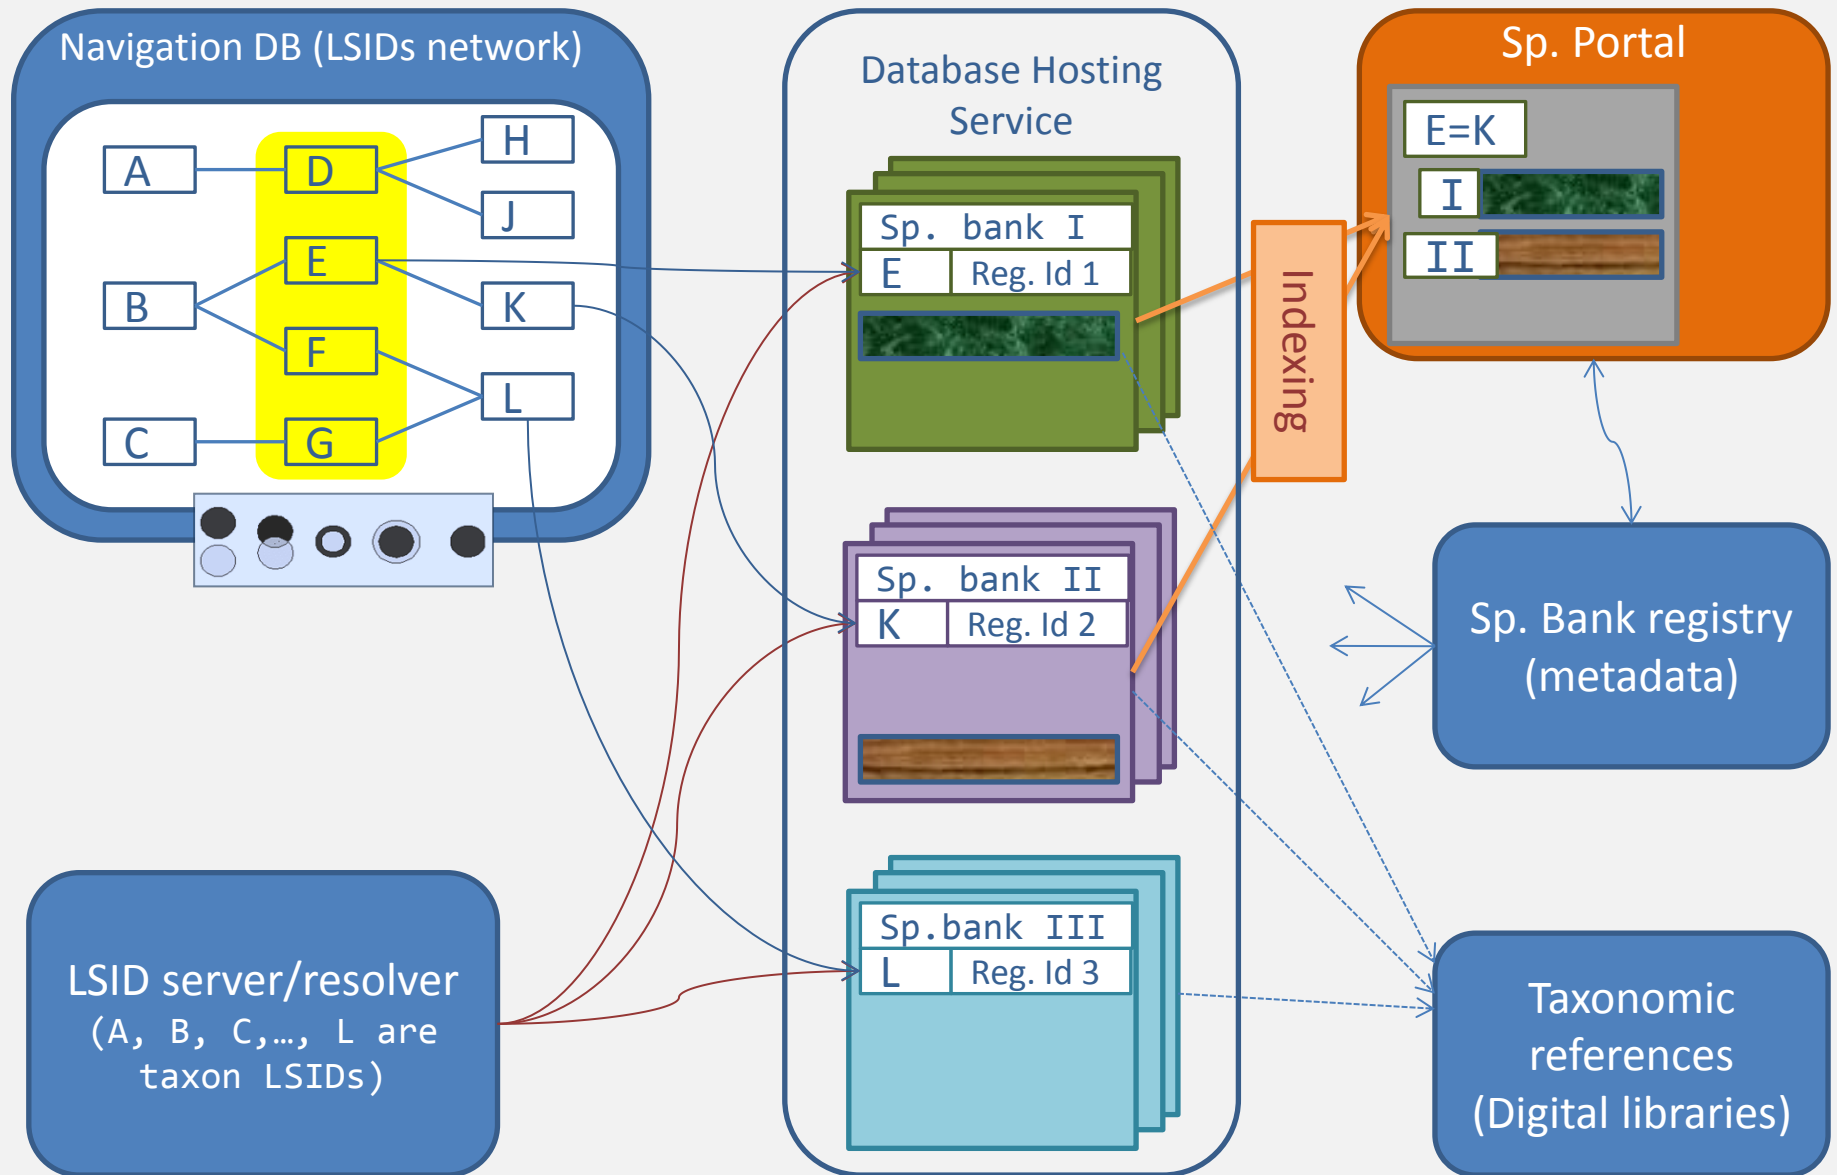 Navigation DB (LSIDs network)
A
D
H
J
E
B
K
F
L
C
G
LSID server/resolver
(A, B, C,…, L are
taxon LSIDs)
Database Hosting
Service
Sp. bank I
E
Reg. Id 1
Sp. bank II
K
Reg. Id 2
Sp.bank III
L
Reg. Id 3
Indexing
Sp. Portal
E=K
I
II
Sp. Bank registry
(metadata)
Taxonomic
references
(Digital libraries)